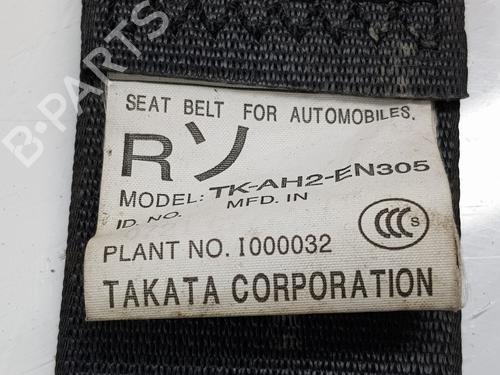 SEAT BELT FOR AUTOMOBILES.
Rソ
MODEL: TK-AH2-EN305
ID. NO. MFD. IN
PLANT NO. I000032
CCC S
TAKATA CORPORATION
B-PARTS